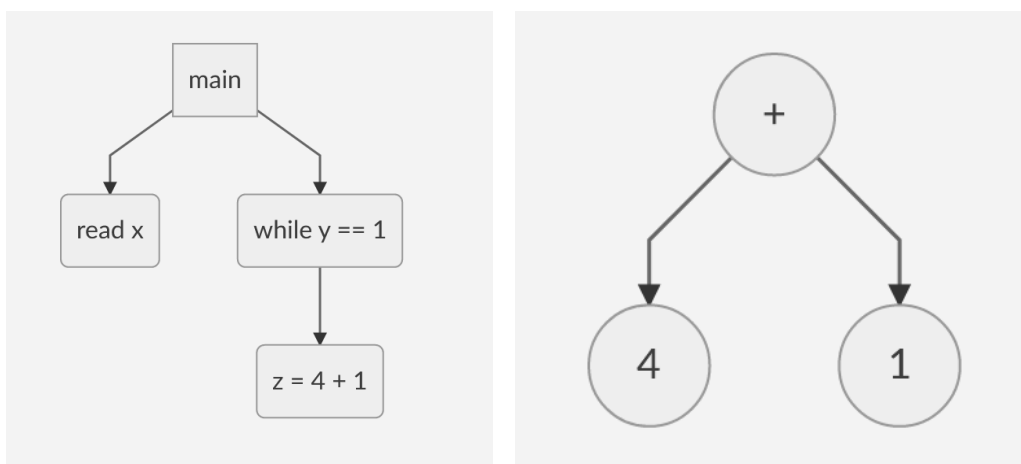 main
read x
while y == 1
z = 4 + 1
+
4
1